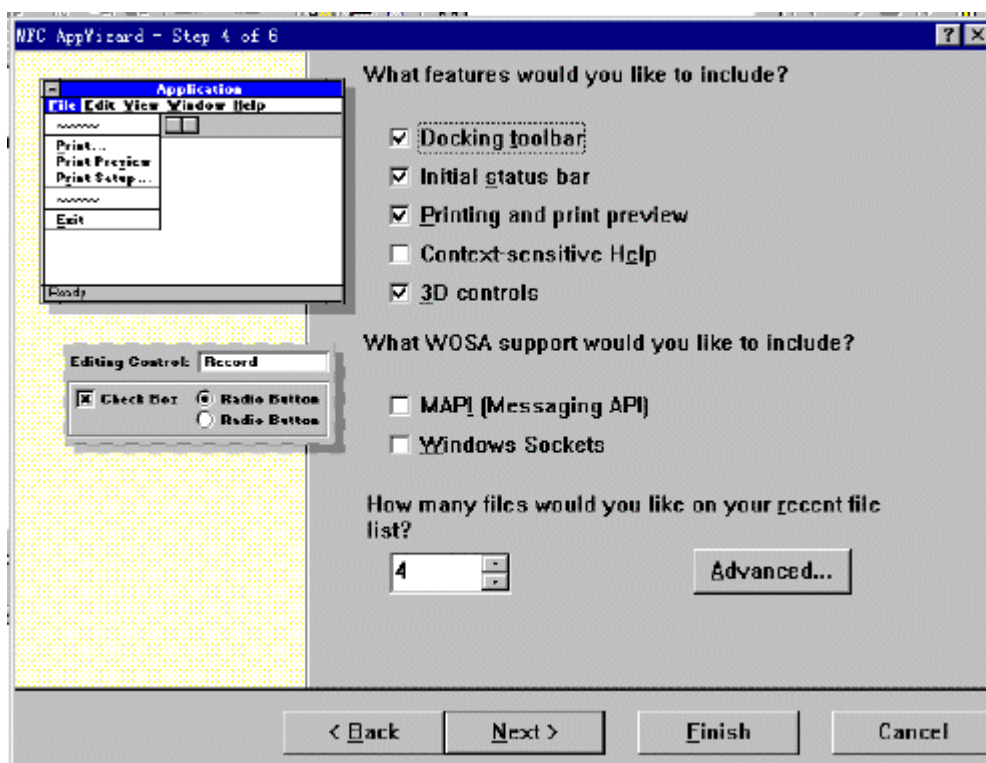 MFC AppWizard - Step 4 of 6
Application
File Edit View Window Help
Print...
Print Preview
Print Setup...
Exit
Ready
Editing Control: Record
Check Box Radio Button
Radio Button
What features would you like to include?
Docking toolbar
Initial status bar
Printing and print preview
Context-sensitive Help
3D controls
What WOSA support would you like to include?
MAPI (Messaging API)
Windows Sockets
How many files would you like on your recent file
list?
4
Advanced...
< Back Next > Finish Cancel